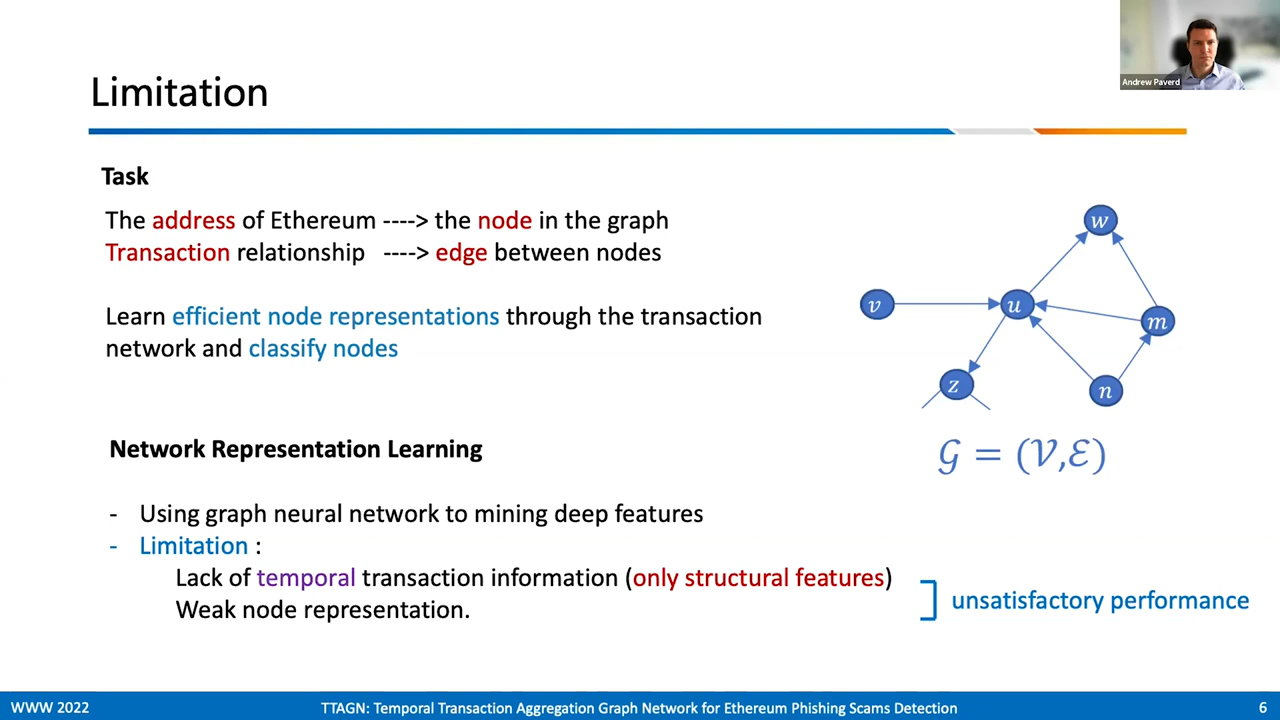 Andrew Paverd
Limitation
Task
The address of Ethereum ----> the node in the graph
Transaction relationship ----> edge between nodes
Learn efficient node representations through the transaction
network and classify nodes
w
v
u
m
z
n
𝒢 = (𝒱,ℰ)
Network Representation Learning
- Using graph neural network to mining deep features
- Limitation :
Lack of temporal transaction information (only structural features)
Weak node representation.
unsatisfactory performance
WWW 2022
TTAGN: Temporal Transaction Aggregation Graph Network for Ethereum Phishing Scams Detection
6